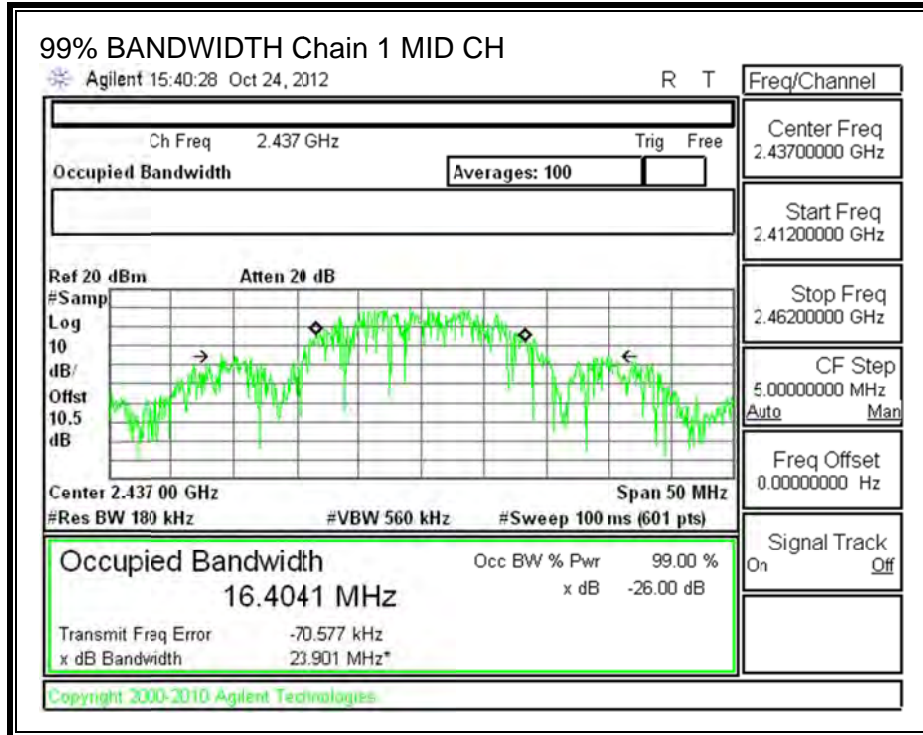 99% BANDWIDTH Chain 1 MID CH
Agilent 15:40:28 Oct 24, 2012 R T
Freq/Channel
Ch Freq 2.437 GHz Trig Free
Occupied Bandwidth Averages: 100
Center Freq
2.43700000 GHz
Start Freq
2.41200000 GHz
Stop Freq
2.46200000 GHz
CF Step
5.00000000 MHz
Auto Man
Freq Offset
0.00000000 Hz
Signal Track
On Off
Ref 20 dBm Atten 20 dB
#Samp
Log
10
dB/
Offst
10.5
dB
Center 2.437 00 GHz Span 50 MHz
#Res BW 180 kHz #VBW 560 kHz #Sweep 100 ms (601 pts)
Occupied Bandwidth
16.4041 MHz
Occ BW % Pwr 99.00 %
x dB -26.00 dB
Transmit Freq Error -70.577 kHz
x dB Bandwidth 23.901 MHz*
Copyright 2000-2010 Agilent Technologies